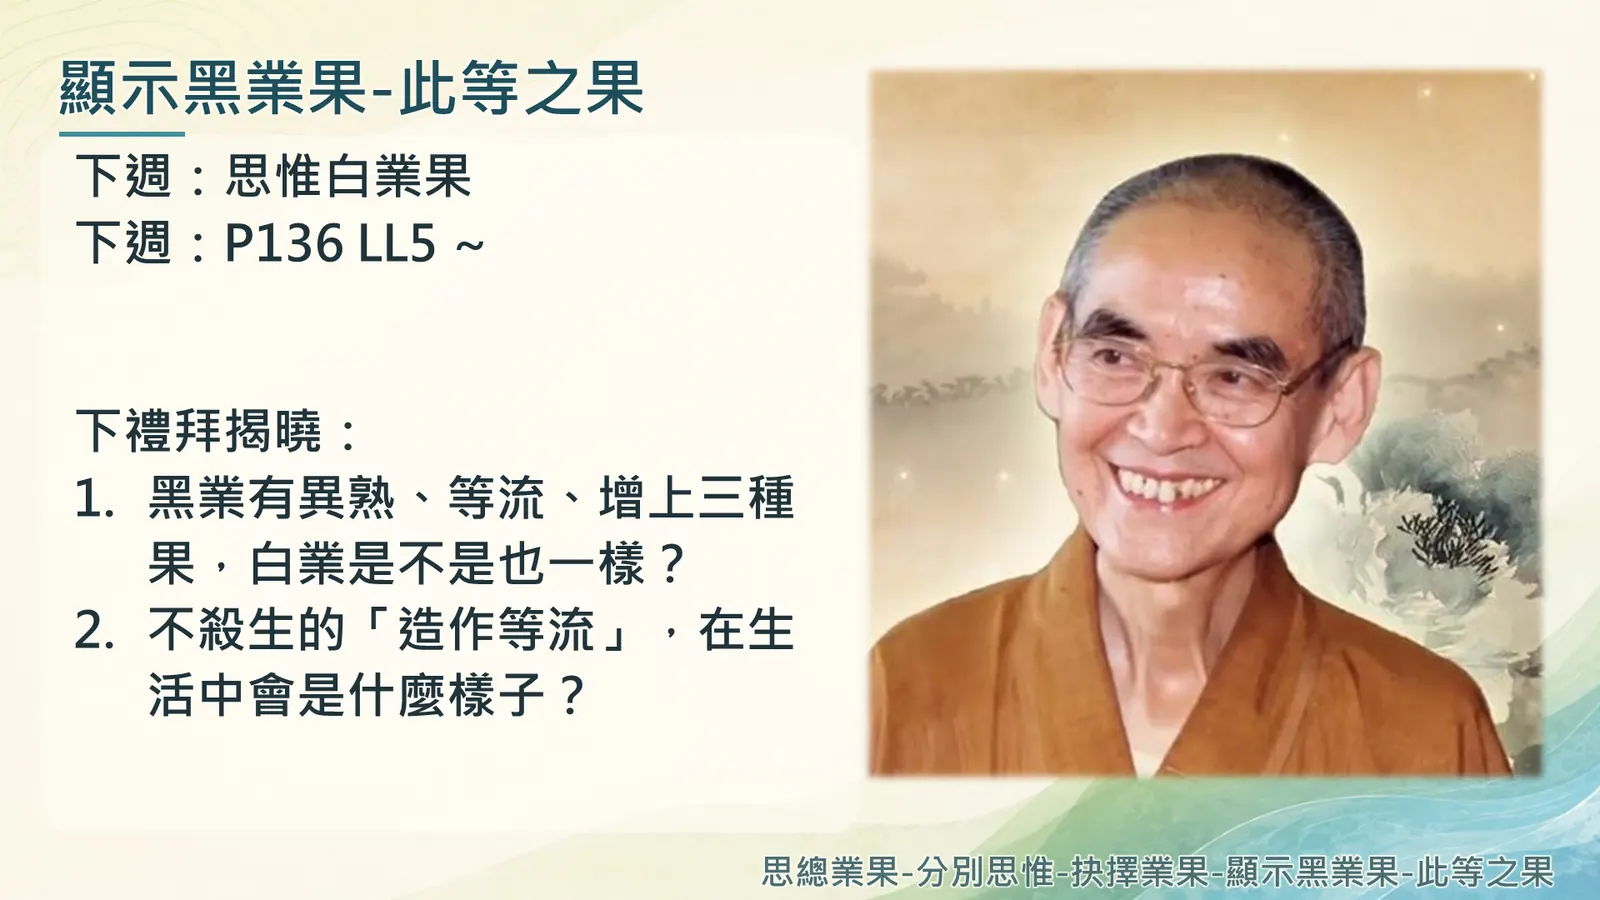 顯示黑業果-此等之果
下週：思惟白業果
下週：P136 LL5 ~
下禮拜揭曉：
1. 黑業有異熟、等流、增上三種
果，白業是不是也一樣？
2. 不殺生的「造作等流」，在生
活中會是什麼樣子？
思總業果-分別思惟-抉擇業果-顯示黑業果-此等之果